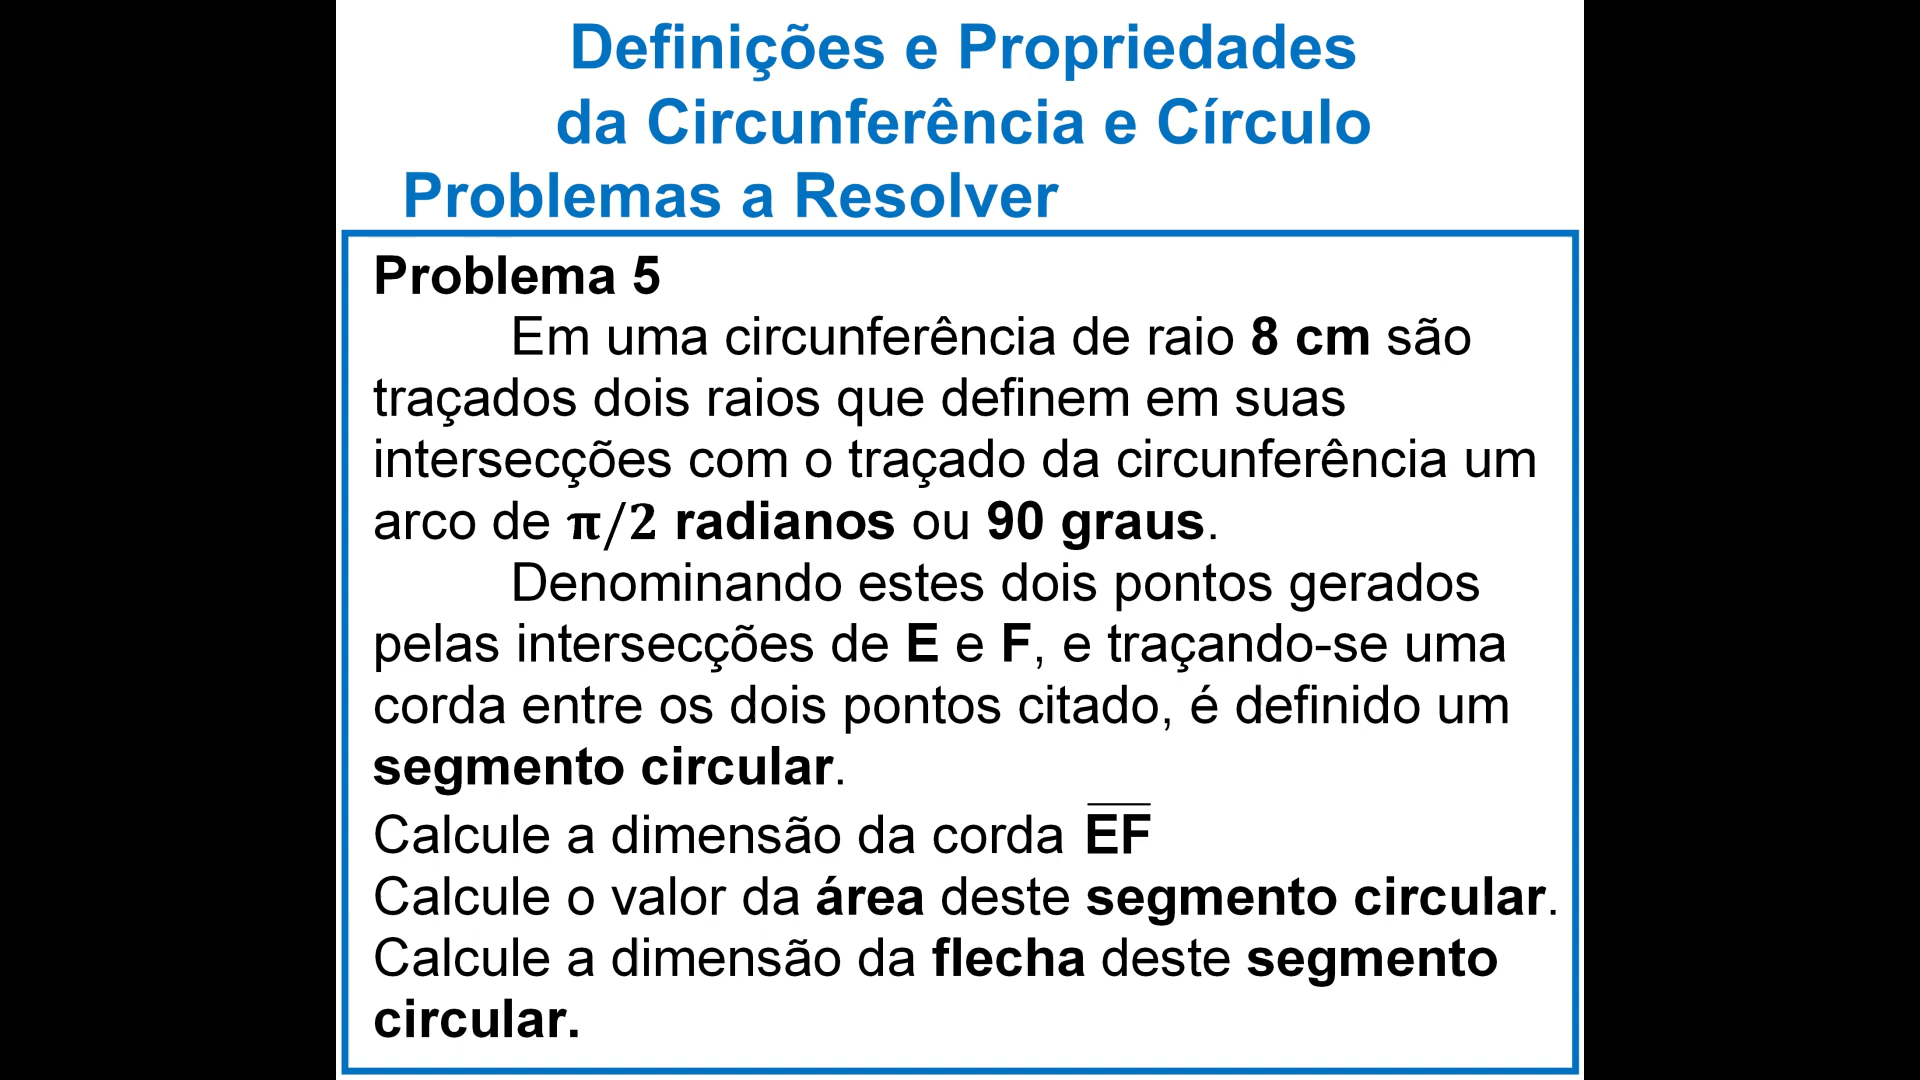 Definições e Propriedades
da Circunferência e Círculo
Problemas a Resolver
Problema 5
Em uma circunferência de raio 8 cm são
traçados dois raios que definem em suas
intersecções com o traçado da circunferência um
arco de π/2 radianos ou 90 graus.
Denominando estes dois pontos gerados
pelas intersecções de E e F, e traçando-se uma
corda entre os dois pontos citado, é definido um
segmento circular.
Calcule a dimensão da corda E̅F̅
Calcule o valor da área deste segmento circular.
Calcule a dimensão da flecha deste segmento
circular.